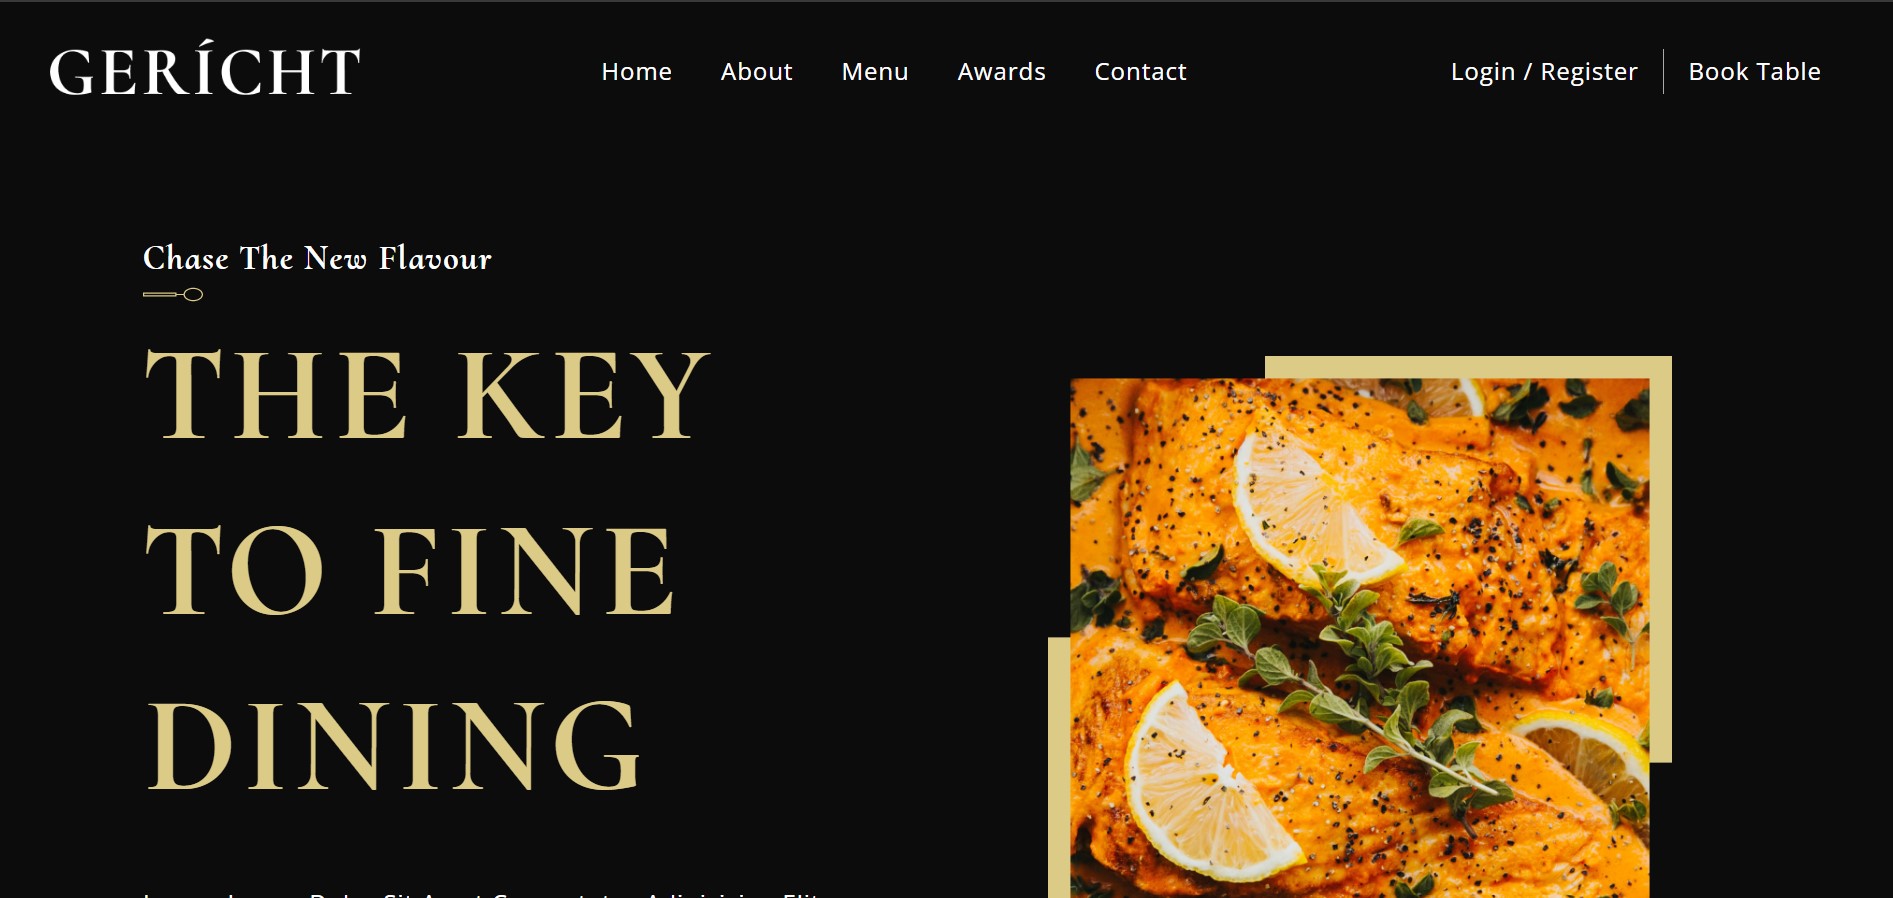 GERÍCHT
Home About Menu Awards Contact
Login / Register Book Table
Chase The New Flavour
THE KEY
TO FINE
DINING